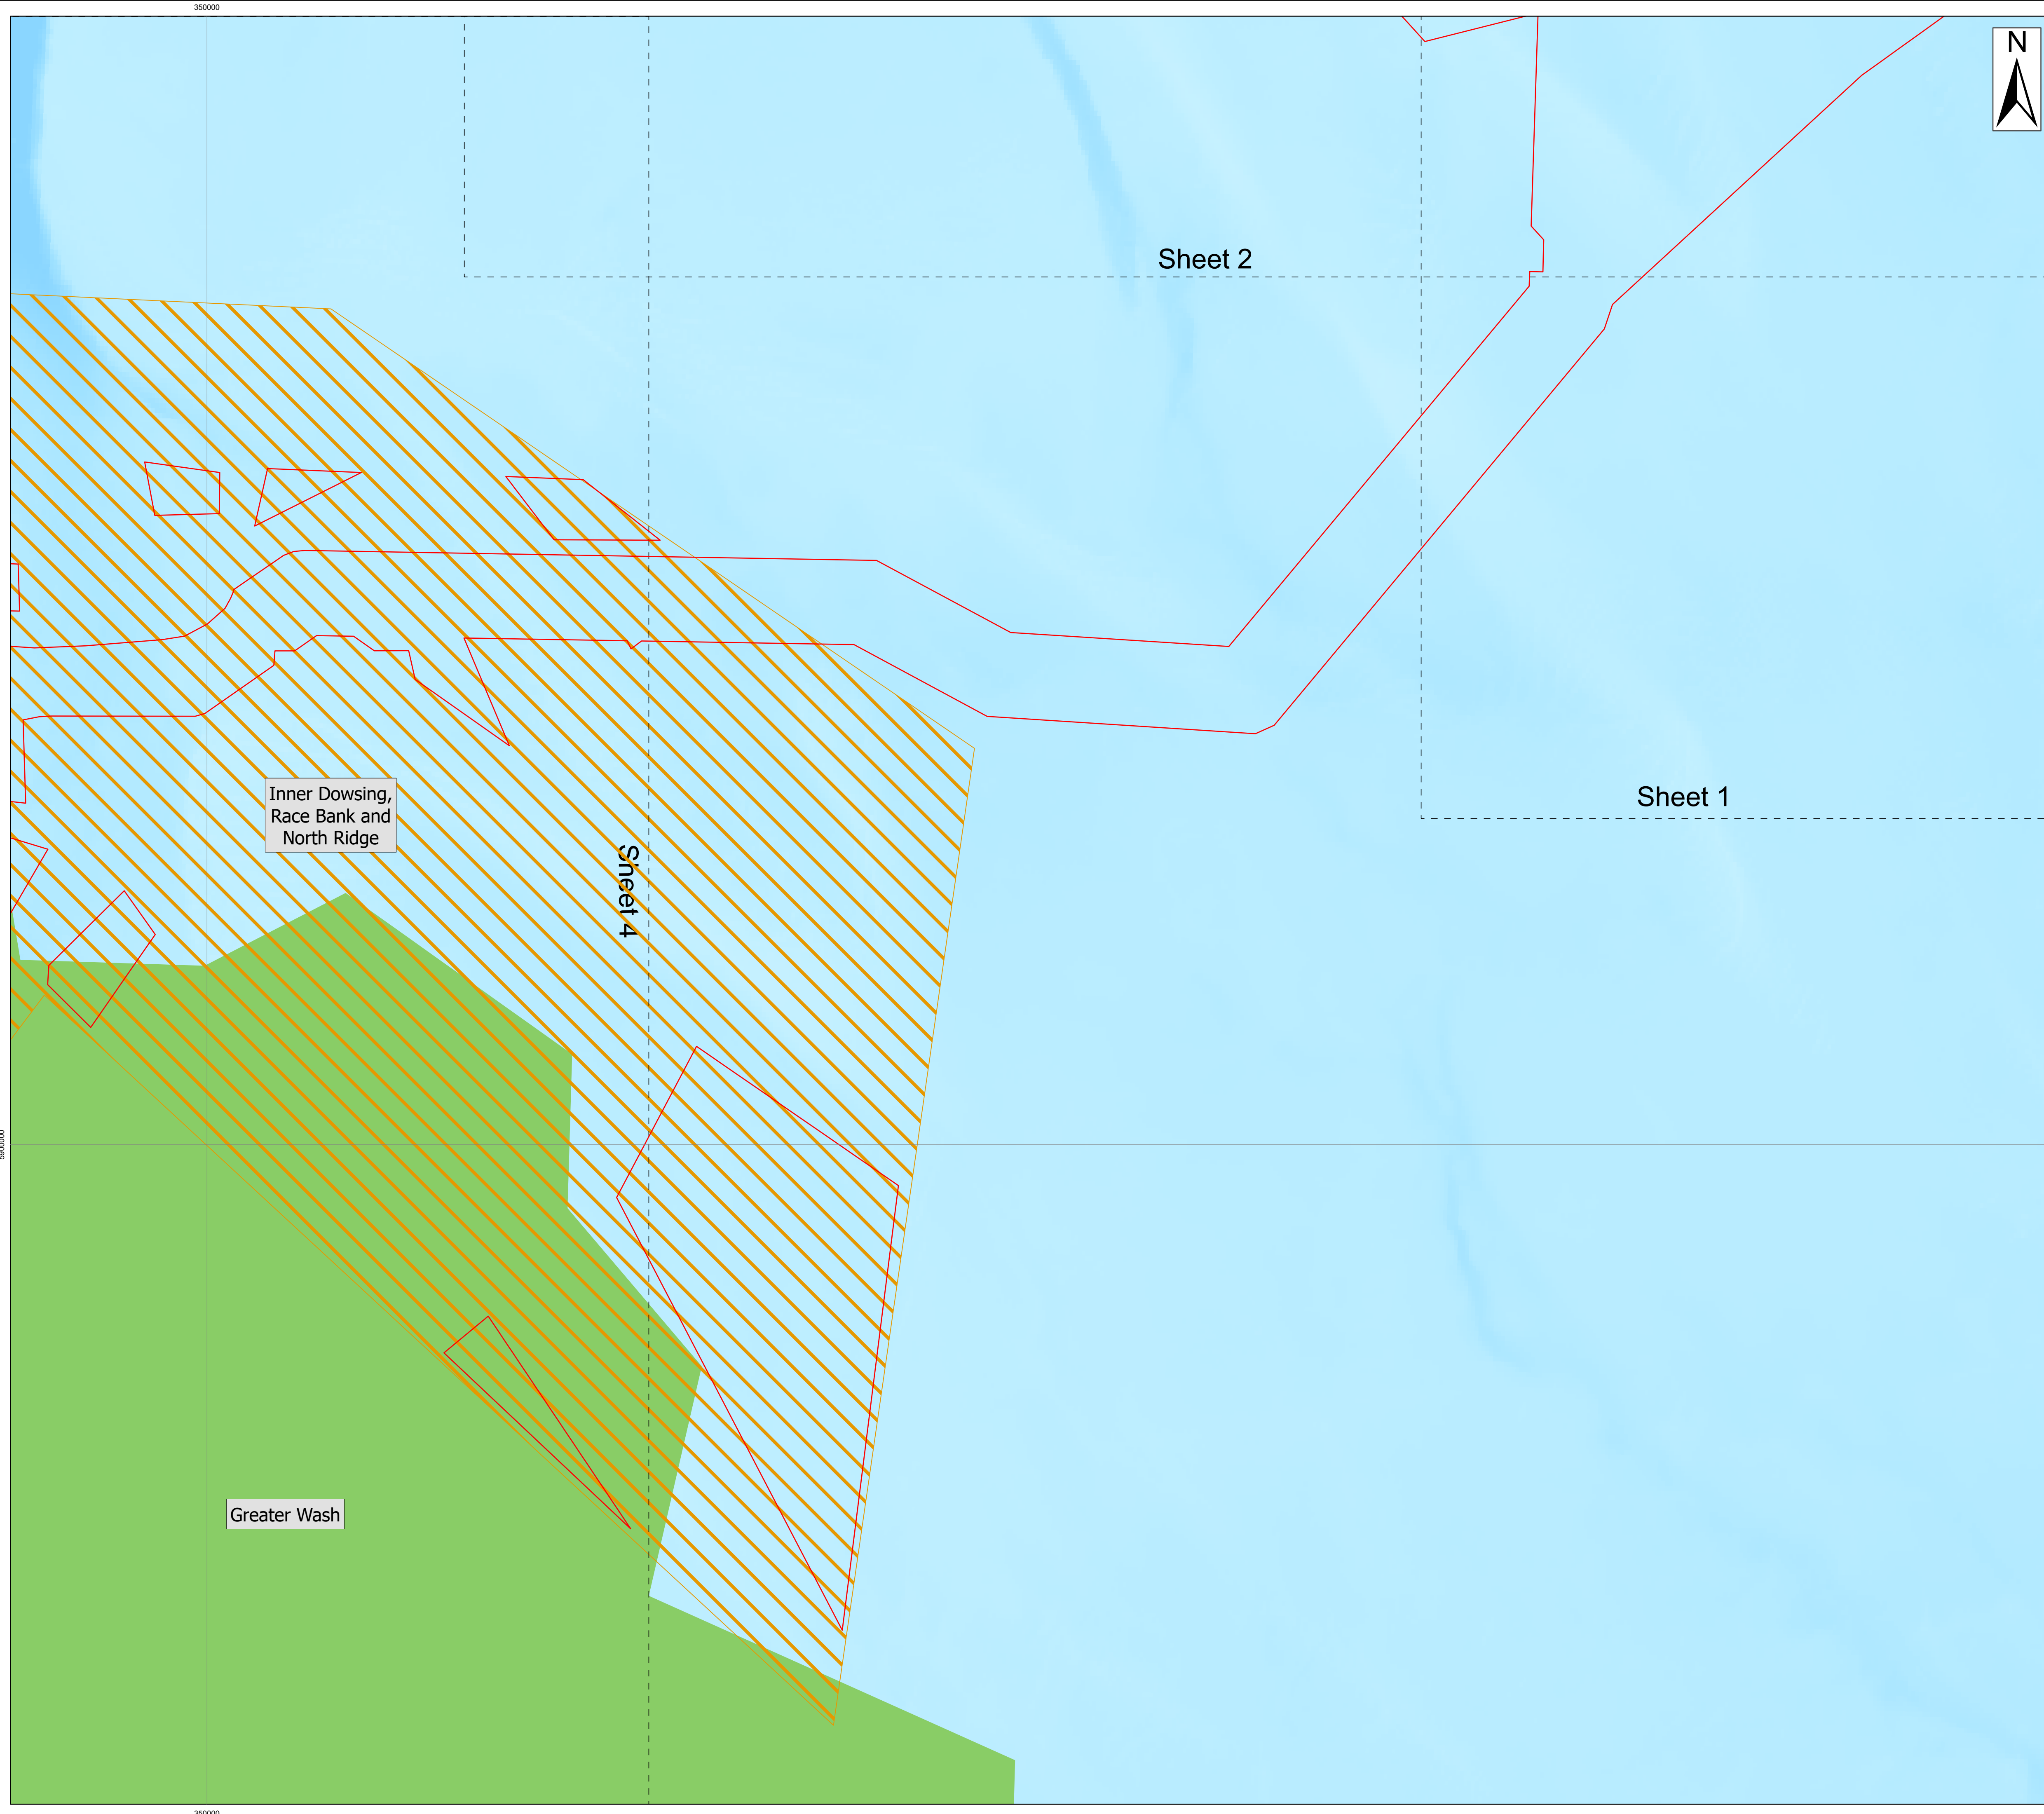 350000
N
Sheet 2
Inner Dowsing,
Race Bank and
North Ridge
Sheet 1
Sheet 4
Greater Wash
350000